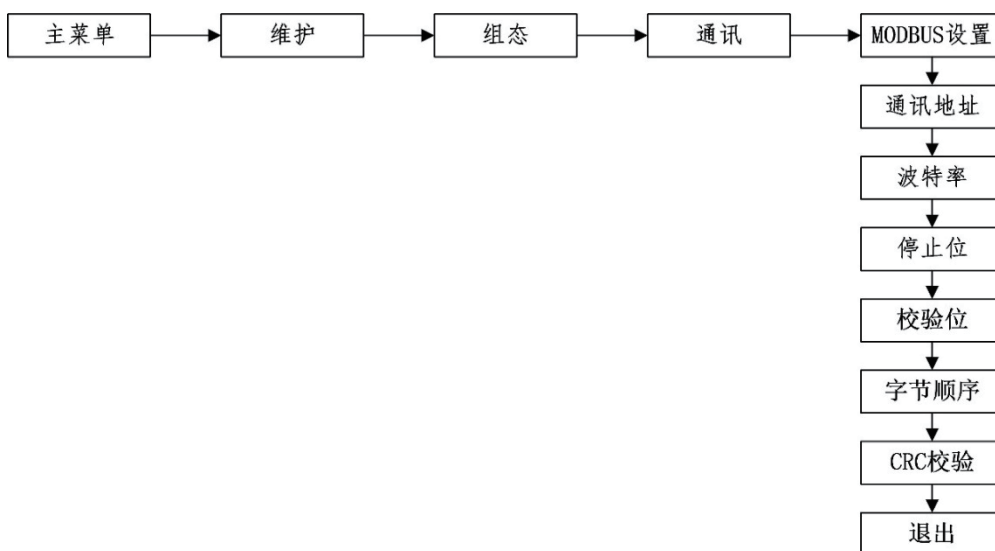 主菜单
维护
组态
通讯
MODBUS设置
通讯地址
波特率
停止位
校验位
字节顺序
CRC校验
退出